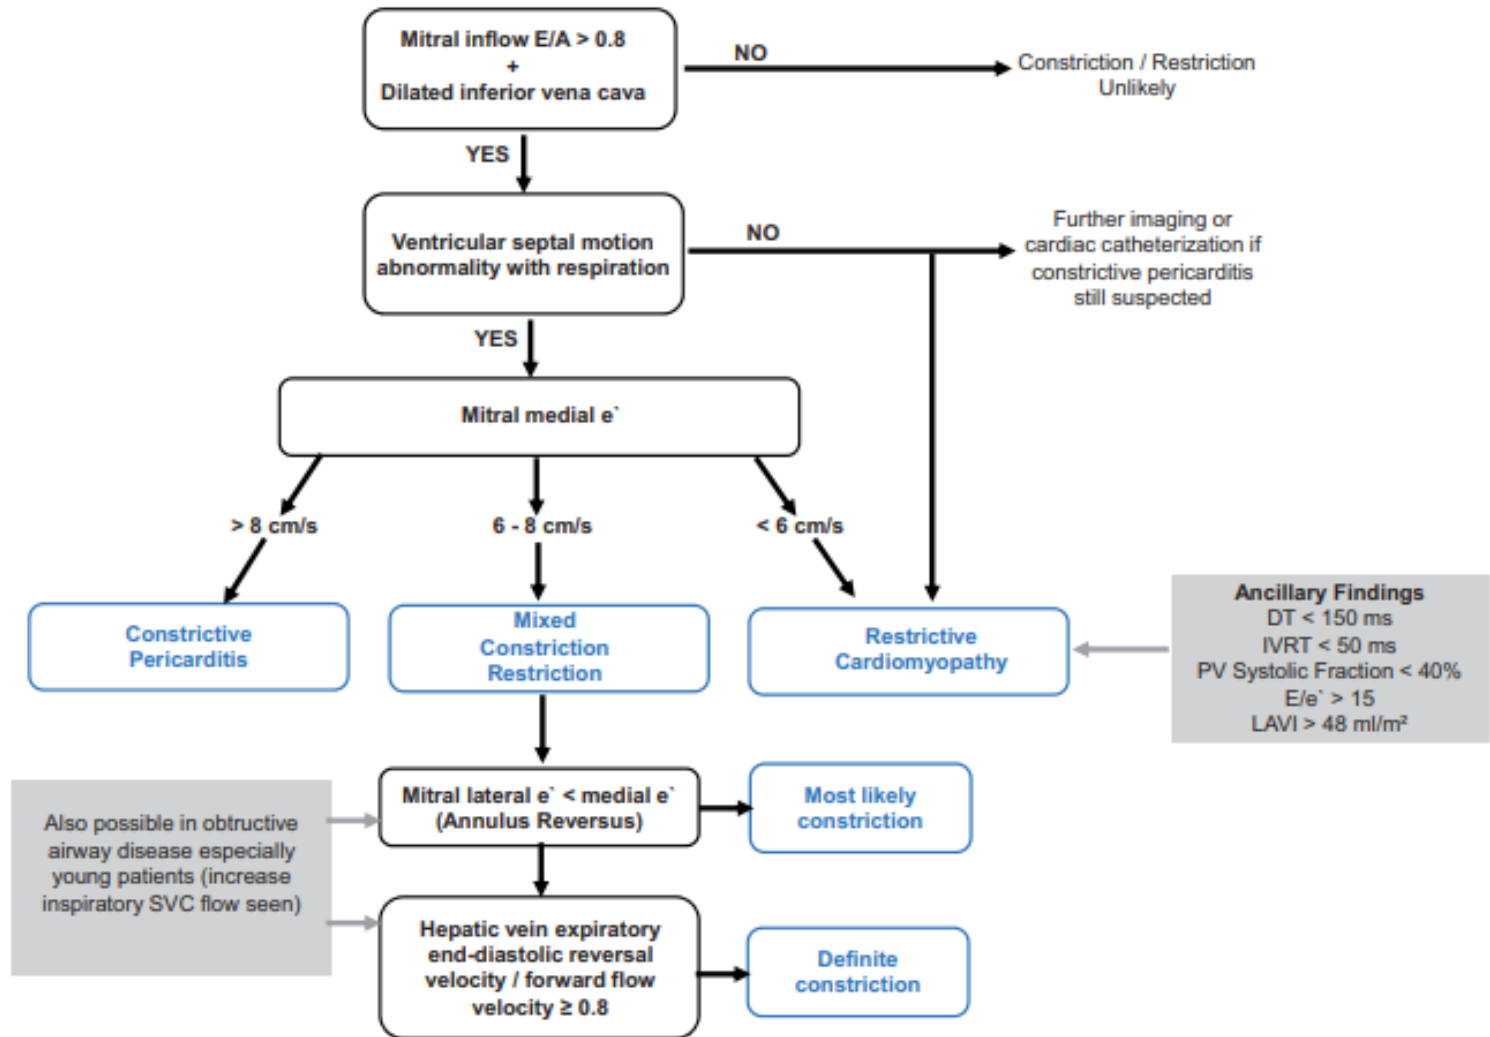 Mitral inflow E/A > 0.8
+
Dilated inferior vena cava
NO
Constriction / Restriction
Unlikely
YES
Ventricular septal motion
abnormality with respiration
NO
Further imaging or
cardiac catheterization if
constrictive pericarditis
still suspected
YES
Mitral medial e`
> 8 cm/s
6 - 8 cm/s
< 6 cm/s
Constrictive
Pericarditis
Mixed
Constriction
Restriction
Restrictive
Cardiomyopathy
Ancillary Findings
DT < 150 ms
IVRT < 50 ms
PV Systolic Fraction < 40%
E/e` > 15
LAVI > 48 ml/m²
Also possible in obtructive
airway disease especially
young patients (increase
inspiratory SVC flow seen)
Mitral lateral e` < medial e`
(Annulus Reversus)
Most likely
constriction
Hepatic vein expiratory
end-diastolic reversal
velocity / forward flow
velocity ≥ 0.8
Definite
constriction